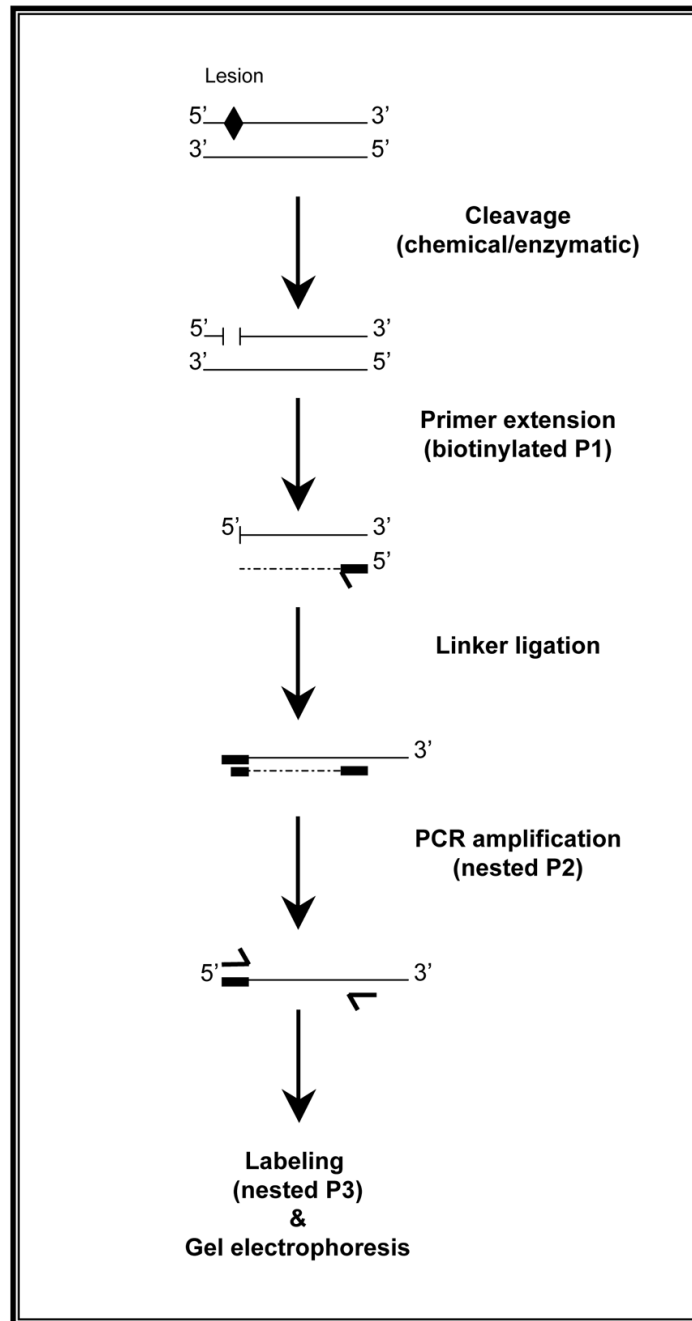 Lesion
5’ 3’
3’ 5’
Cleavage
(chemical/enzymatic)
5’ 3’
3’ 5’
Primer extension
(biotinylated P1)
5’ 3’
5’
Linker ligation
3’
PCR amplification
(nested P2)
5’ 3’
Labeling
(nested P3)
&
Gel electrophoresis